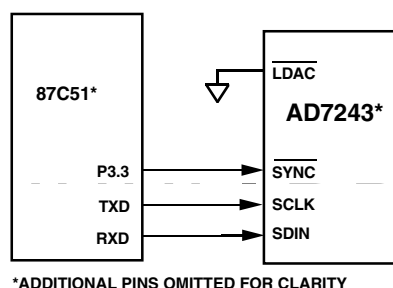 87C51*
LDAC
AD7243*
P3.3
SYNC
TXD
SCLK
RXD
SDIN
*ADDITIONAL PINS OMITTED FOR CLARITY